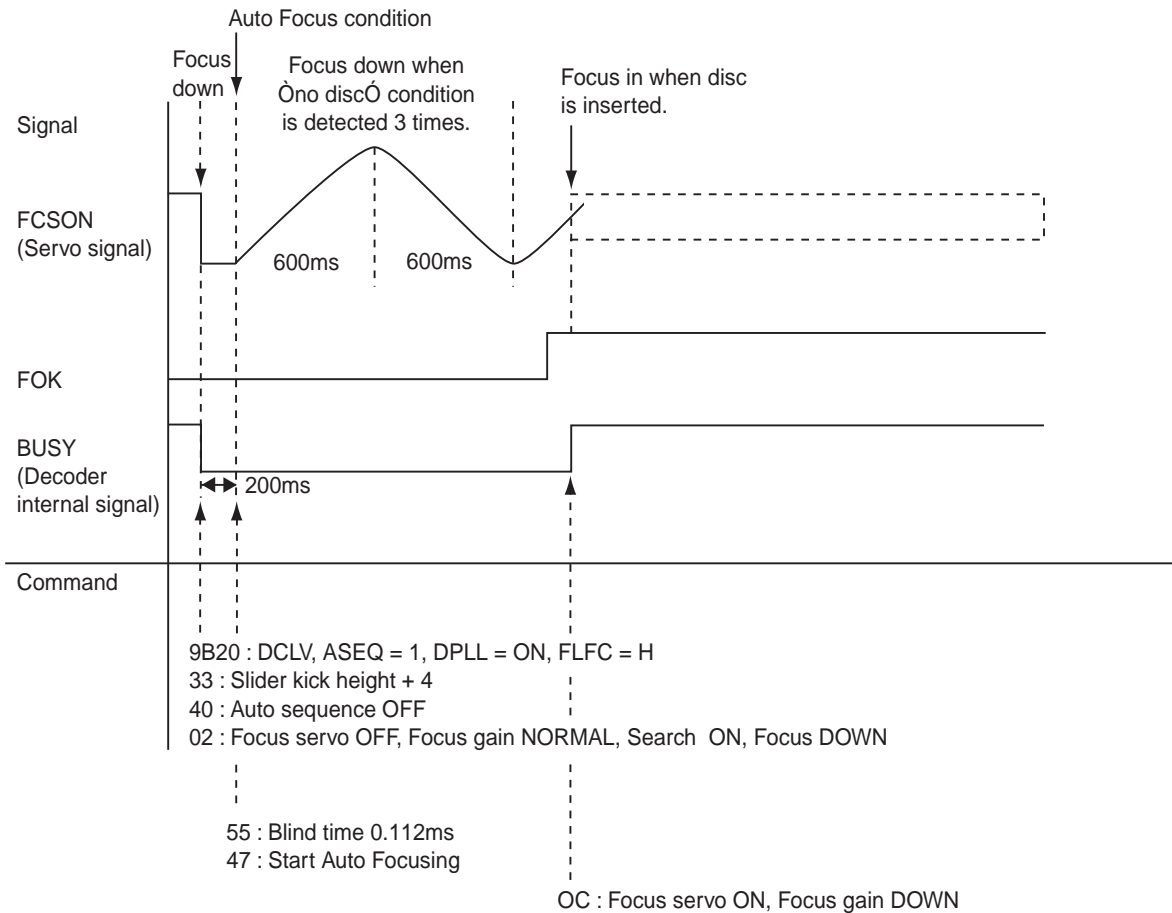 Auto Focus condition
Focus
down
Focus down when
Òno discÓ condition
is detected 3 times.
Focus in when disc
is inserted.
Signal
FCSON
(Servo signal)
600ms
600ms
FOK
BUSY
(Decoder
internal signal)
200ms
Command
9B20 : DCLV, ASEQ = 1, DPLL = ON, FLFC = H
33 : Slider kick height + 4
40 : Auto sequence OFF
02 : Focus servo OFF, Focus gain NORMAL, Search ON, Focus DOWN
55 : Blind time 0.112ms
47 : Start Auto Focusing
OC : Focus servo ON, Focus gain DOWN